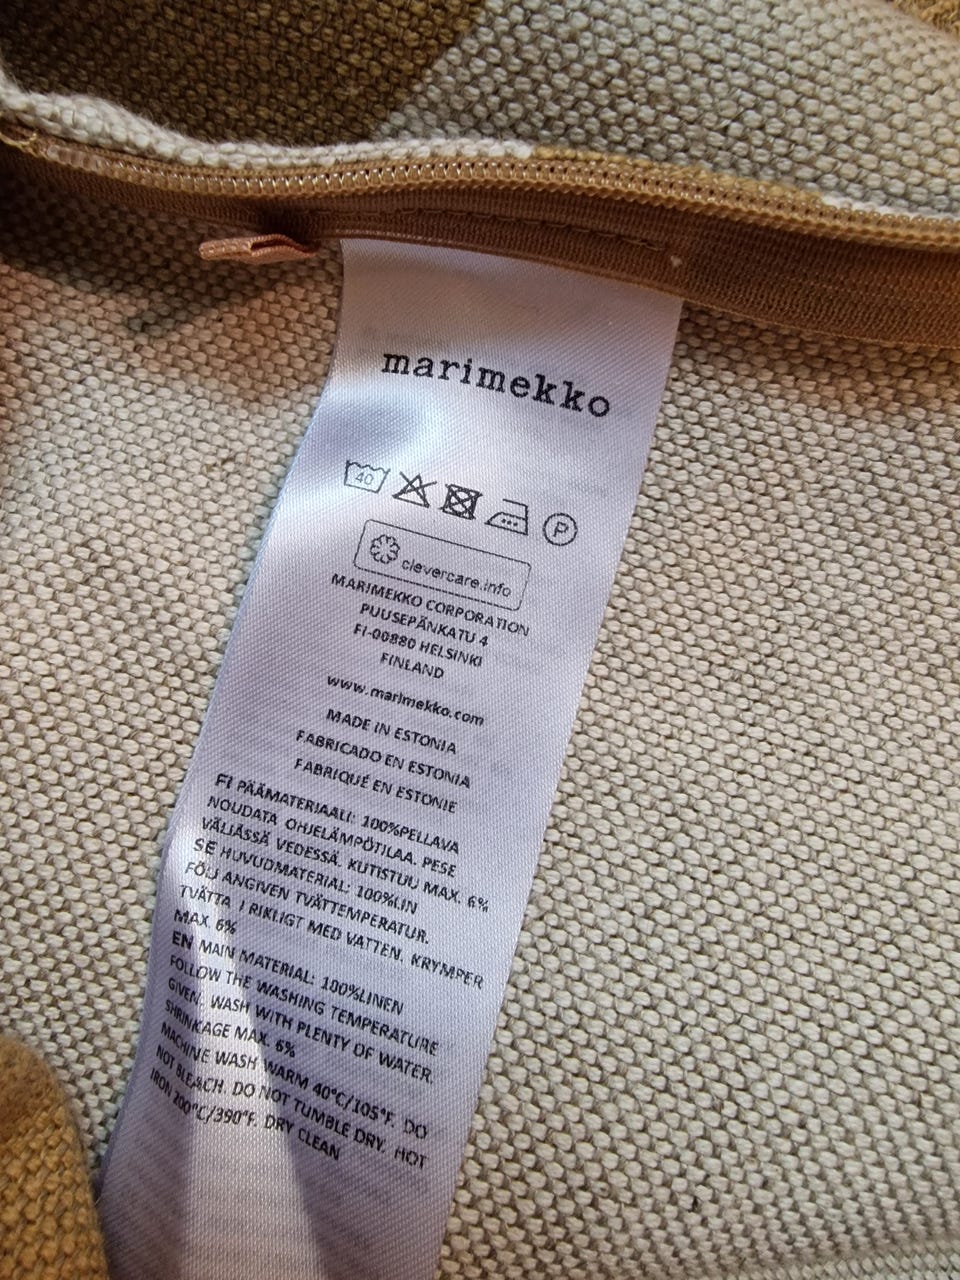 marimekko
40
P
clevercare.info
MARIMEKKO CORPORATION
PUUSEPÄNKATU 4
FI-00880 HELSINKI
FINLAND
www.marimekko.com
MADE IN ESTONIA
FABRICADO EN ESTONIA
FABRIQUÉ EN ESTONIE
FI PÄÄMATERIAALI: 100%PELLAVA
NOUDATA OHJELÄMPÖTILAA. PESE
VÄLJÄSSÄ VEDESSÄ. KUTISTUU MAX. 6%
SE HUVUDMATERIAL: 100%LIN
FÖLJ ANGIVEN TVÄTTEMPERATUR.
TVÄTTA I RIKLIGT MED VATTEN. KRYMPER
MAX. 6%
EN MAIN MATERIAL: 100%LINEN
FOLLOW THE WASHING TEMPERATURE
GIVEN. WASH WITH PLENTY OF WATER.
SHRINKAGE MAX. 6%
MACHINE WASH WARM 40°C/105°F. DO
NOT BLEACH. DO NOT TUMBLE DRY. HOT
IRON 200°C/390°F. DRY CLEAN